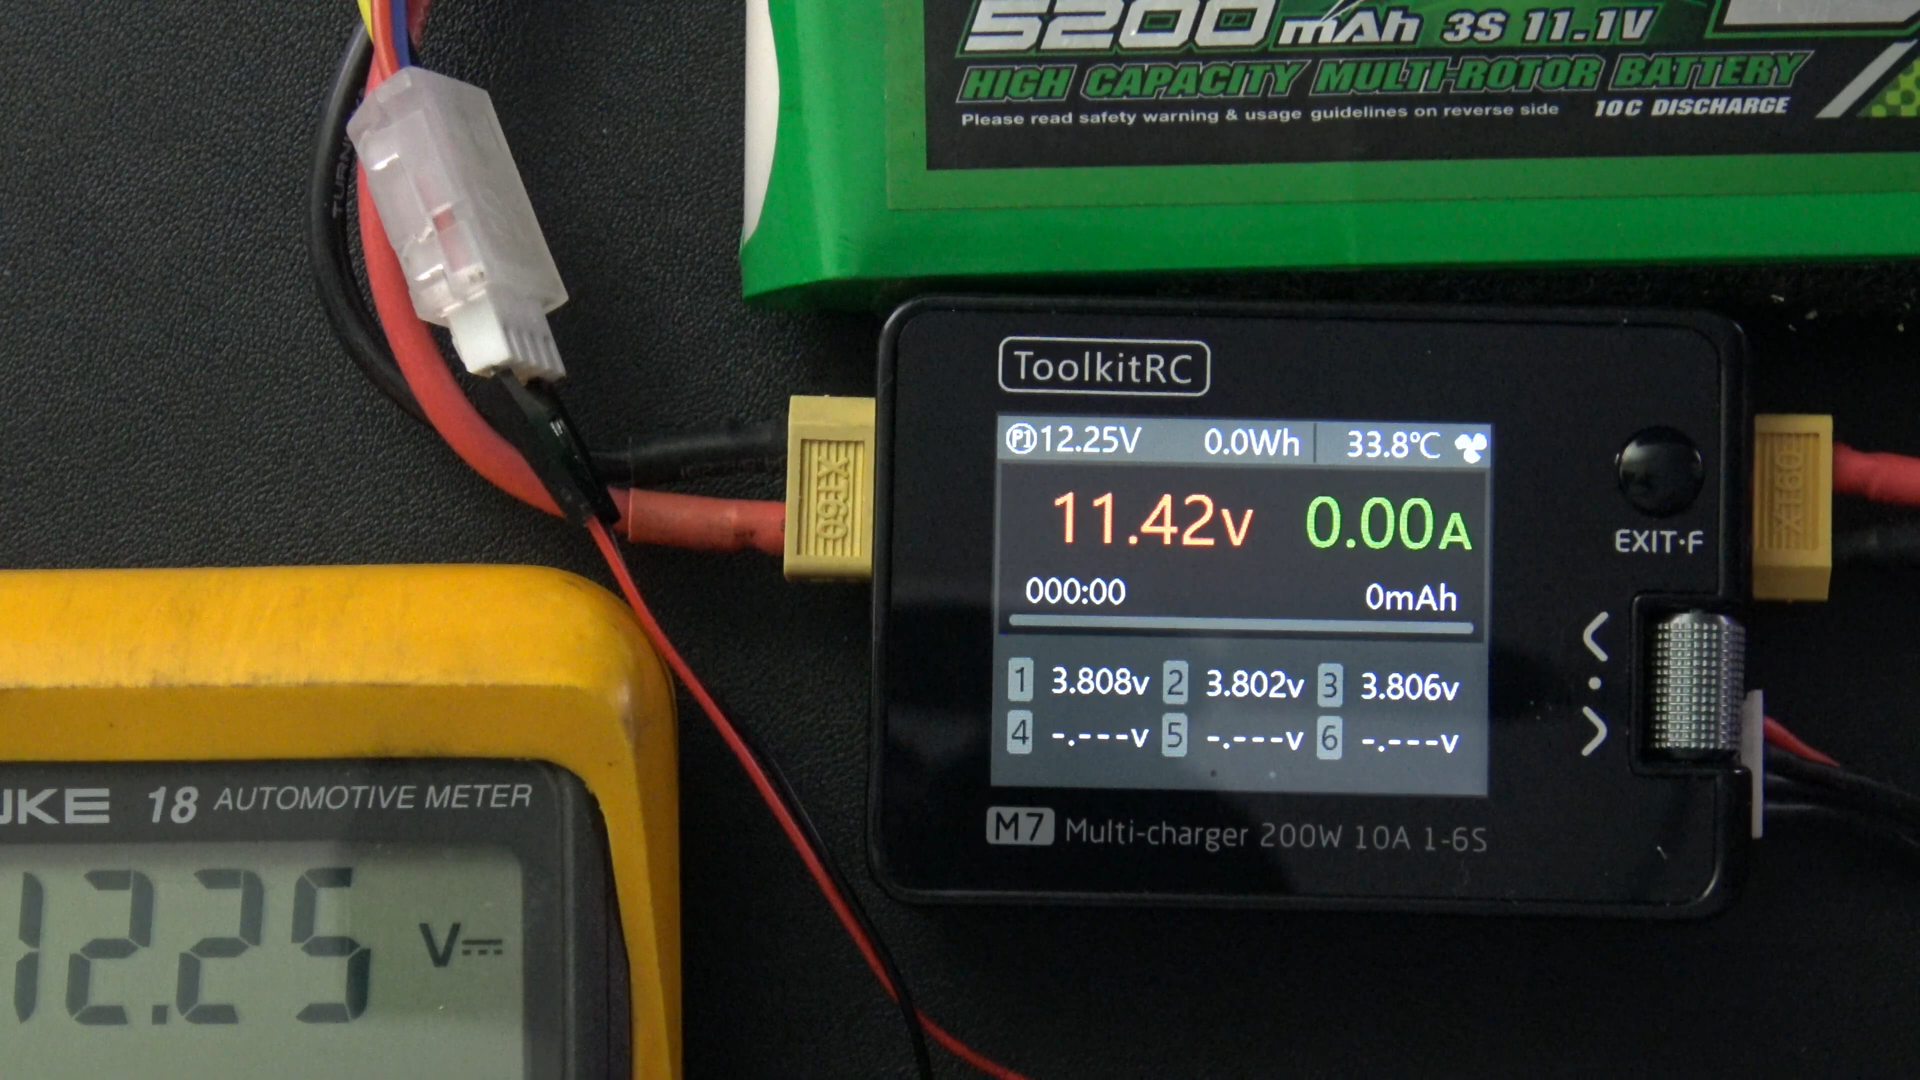 5200 mAh 3S 11.1V
HIGH CAPACITY MULTI-ROTOR BATTERY
Please read safety warning & usage guidelines on reverse side 10C DISCHARGE
ToolkitRC
P1 12.25V 0.0Wh 33.8℃
11.42V 0.00A
000:00 0mAh
1 3.808v 2 3.802v 3 3.806v
4 -.---v 5 -.---v 6 -.---v
M7 Multi-charger 200W 10A 1-6S
EXIT·F
< · >
XT60
XT60
UKE 18 AUTOMOTIVE METER
12.25 V